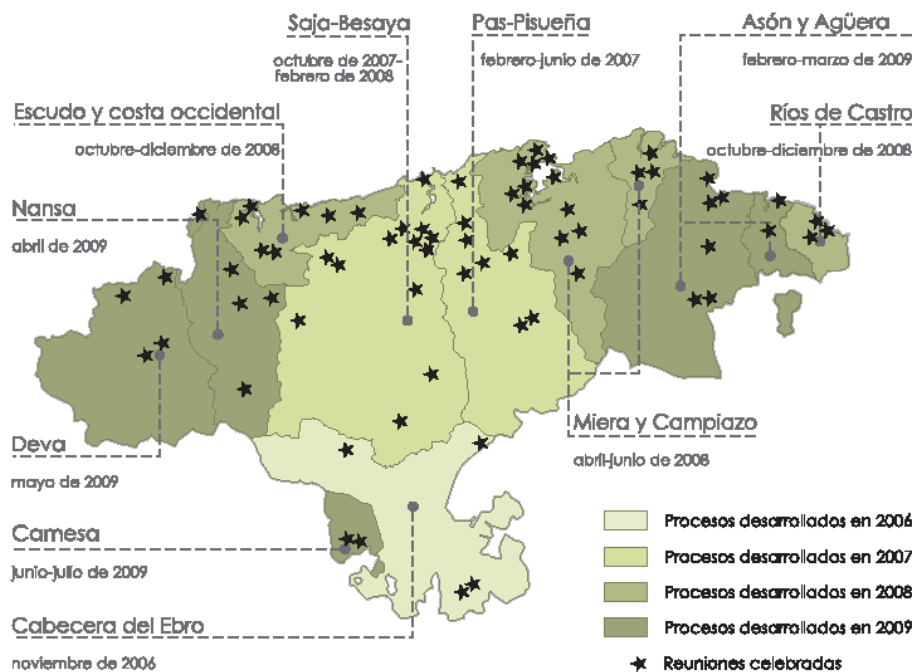 Saja-Besaya
octubre de 2007-
febrero de 2008
Pas-Pisueña
febrero-junio de 2007
Asón y Agüera
febrero-marzo de 2009
Escudo y costa occidental
octubre-diciembre de 2008
Ríos de Castro
octubre-diciembre de 2008
Nansa
abril de 2009
Deva
mayo de 2009
Miera y Campiazo
abril-junio de 2008
Camesa
junio-julio de 2009
Cabecera del Ebro
noviembre de 2006
Procesos desarrollados en 2006
Procesos desarrollados en 2007
Procesos desarrollados en 2008
Procesos desarrollados en 2009
Reuniones celebradas